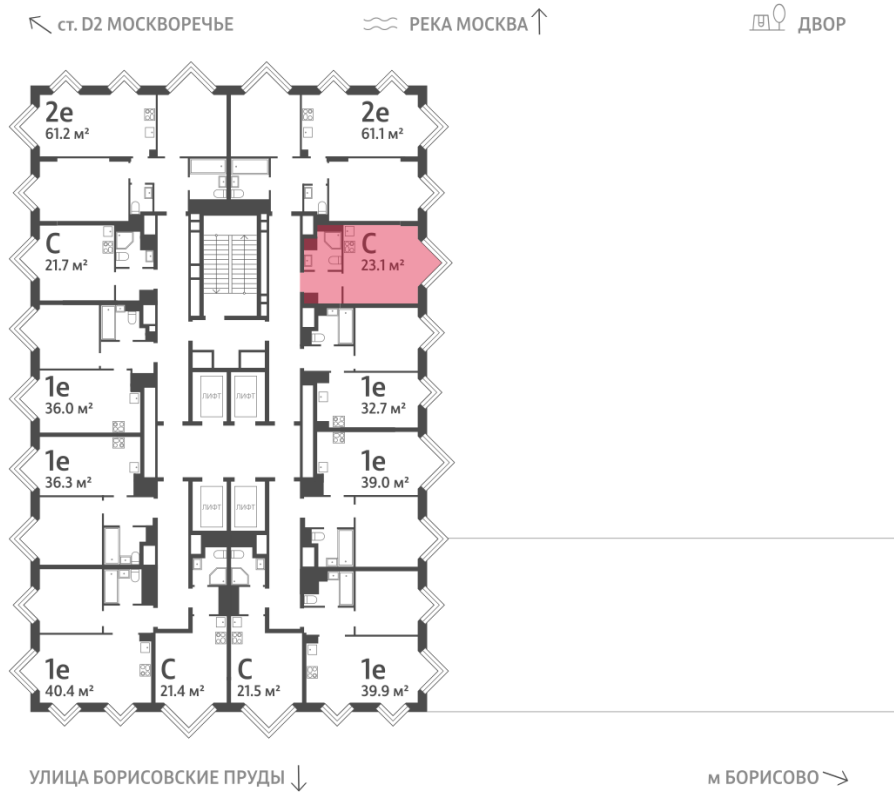 ст. D2 МОСКВОРЕЧЬЕ
РЕКА МОСКВА
ДВОР
2е
61.2 м²
2е
61.1 м²
С
21.7 м²
С
23.1 м²
1е
36.0 м²
ЛИФТ
ЛИФТ
1е
32.7 м²
1е
36.3 м²
1е
39.0 м²
ЛИФТ
ЛИФТ
1е
40.4 м²
С
21.4 м²
С
21.5 м²
1е
39.9 м²
УЛИЦА БОРИСОВСКИЕ ПРУДЫ
м БОРИСОВО